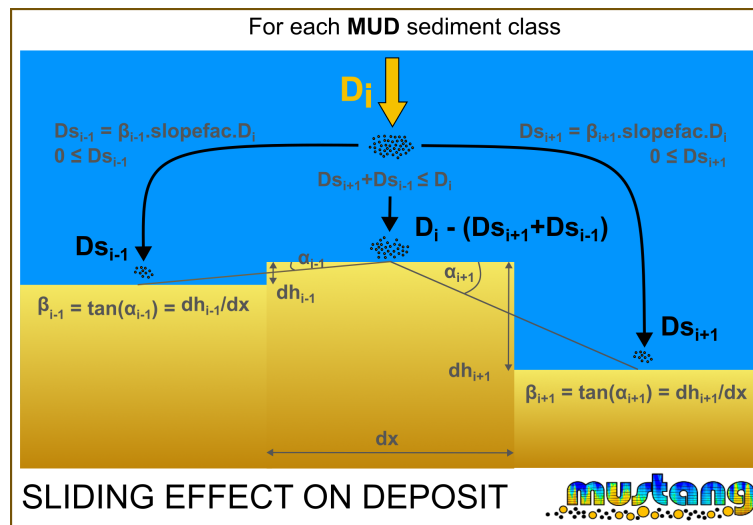 For each MUD sediment class
Di
Dsi-1 = βi-1.slopefac.Di
0 ≤ Dsi-1
Dsi+1 = βi+1.slopefac.Di
0 ≤ Dsi+1
Dsi+1+Dsi-1 ≤ Di
Di - (Dsi+1+Dsi-1)
Dsi-1
αi-1
αi+1
dhi-1
βi-1 = tan(αi-1) = dhi-1/dx
Dsi+1
dhi+1
βi+1 = tan(αi+1) = dhi+1/dx
dx
SLIDING EFFECT ON DEPOSIT
mustang